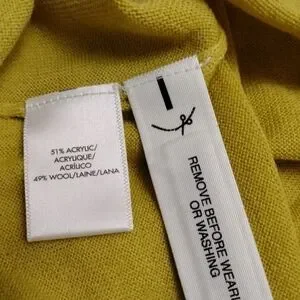 51% ACRYLIC/
ACRYLIQUE/
ACRÍLICO
49% WOOL/LAINE/LANA
REMOVE BEFORE WEARING
OR WASHING